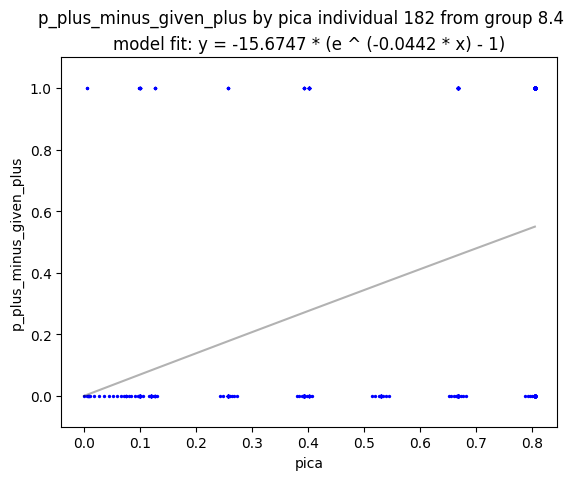 p_plus_minus_given_plus by pica individual 182 from group 8.4
model fit: y = -15.6747 * (e ^ (-0.0442 * x) - 1)
1.0
0.8
0.6
0.4
0.2
0.0
p_plus_minus_given_plus
0.0 0.1 0.2 0.3 0.4 0.5 0.6 0.7 0.8
pica